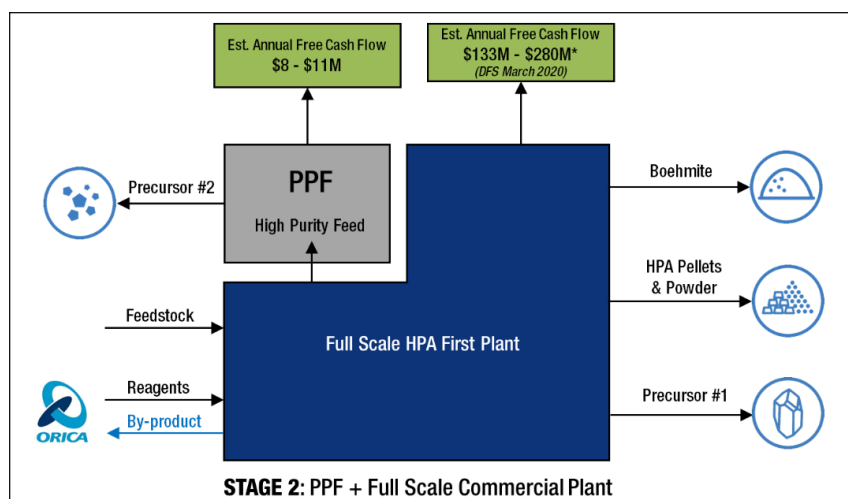 Est. Annual Free Cash Flow
$8 - $11M
Est. Annual Free Cash Flow
$133M - $280M*
(DFS March 2020)
Precursor #2
PPF
High Purity Feed
Boehmite
HPA Pellets
& Powder
Feedstock
Full Scale HPA First Plant
Reagents
By-product
ORICA
Precursor #1
STAGE 2: PPF + Full Scale Commercial Plant